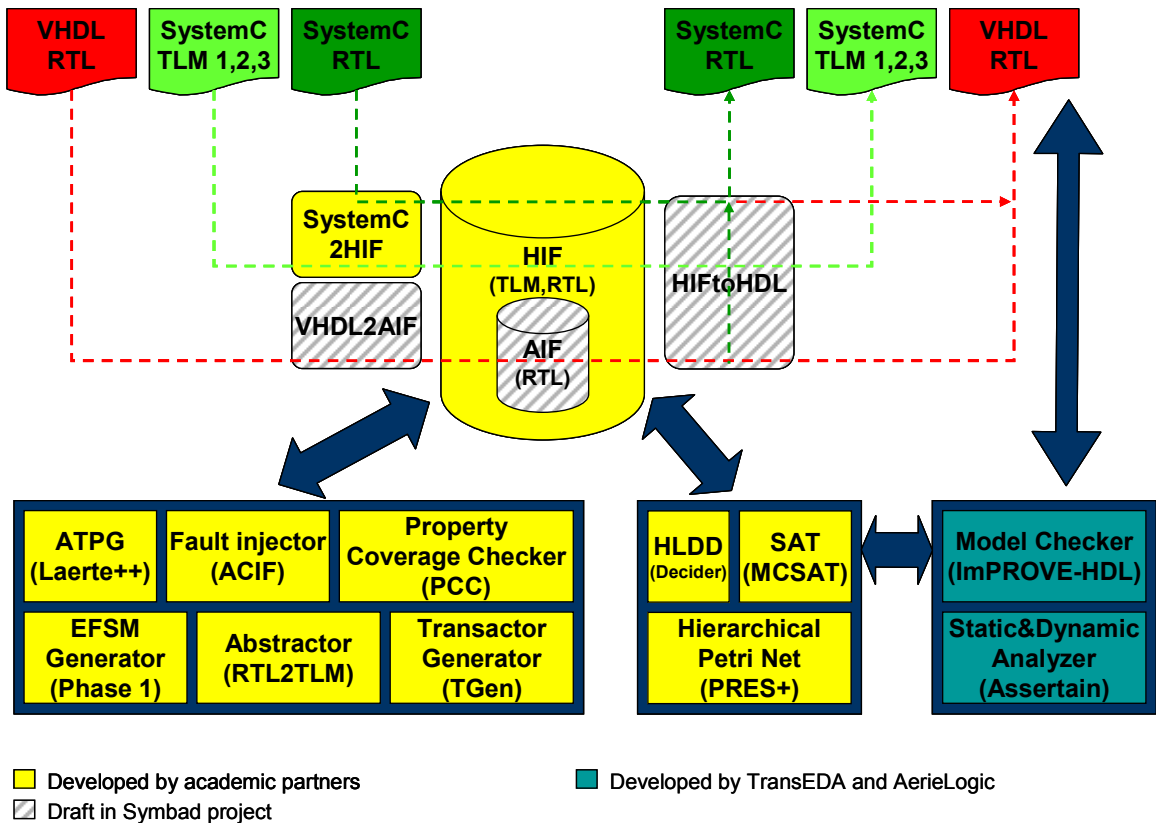 VHDL
RTL
SystemC
TLM 1,2,3
SystemC
RTL
SystemC
RTL
SystemC
TLM 1,2,3
VHDL
RTL
SystemC
2HIF
VHDL2AIF
HIF
(TLM,RTL)
AIF
(RTL)
HIFtoHDL
ATPG
(Laerte++)
Fault injector
(ACIF)
Property
Coverage Checker
(PCC)
EFSM
Generator
(Phase 1)
Abstractor
(RTL2TLM)
Transactor
Generator
(TGen)
HLDD
(Decider)
SAT
(MCSAT)
Hierarchical
Petri Net
(PRES+)
Model Checker
(ImPROVE-HDL)
Static&Dynamic
Analyzer
(Assertain)
Developed by academic partners
Developed by TransEDA and AerieLogic
Draft in Symbad project